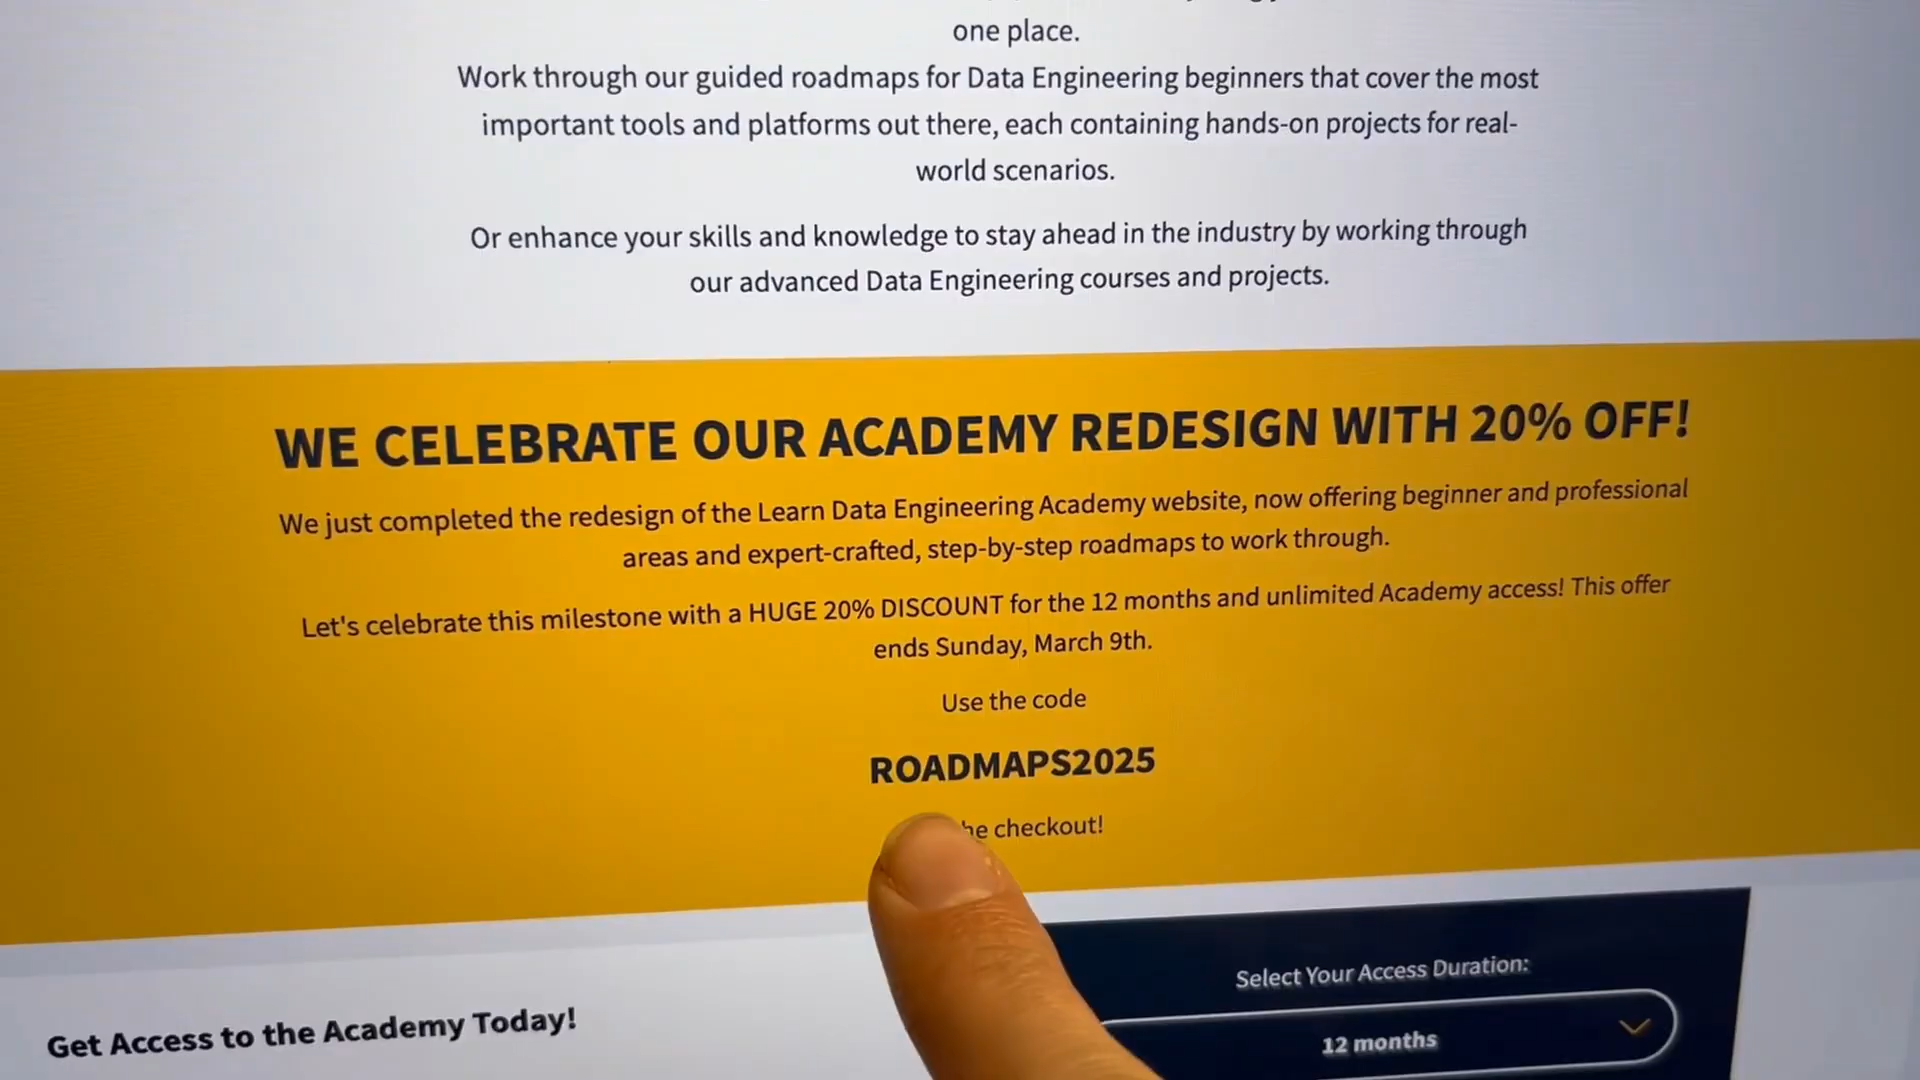 one place.
Work through our guided roadmaps for Data Engineering beginners that cover the most
important tools and platforms out there, each containing hands-on projects for real-
world scenarios.
Or enhance your skills and knowledge to stay ahead in the industry by working through
our advanced Data Engineering courses and projects.
WE CELEBRATE OUR ACADEMY REDESIGN WITH 20% OFF!
We just completed the redesign of the Learn Data Engineering Academy website, now offering beginner and professional
areas and expert-crafted, step-by-step roadmaps to work through.
Let's celebrate this milestone with a HUGE 20% DISCOUNT for the 12 months and unlimited Academy access! This offer
ends Sunday, March 9th.
Use the code
ROADMAPS2025
checkout!
Get Access to the Academy Today!
Select Your Access Duration:
12 months